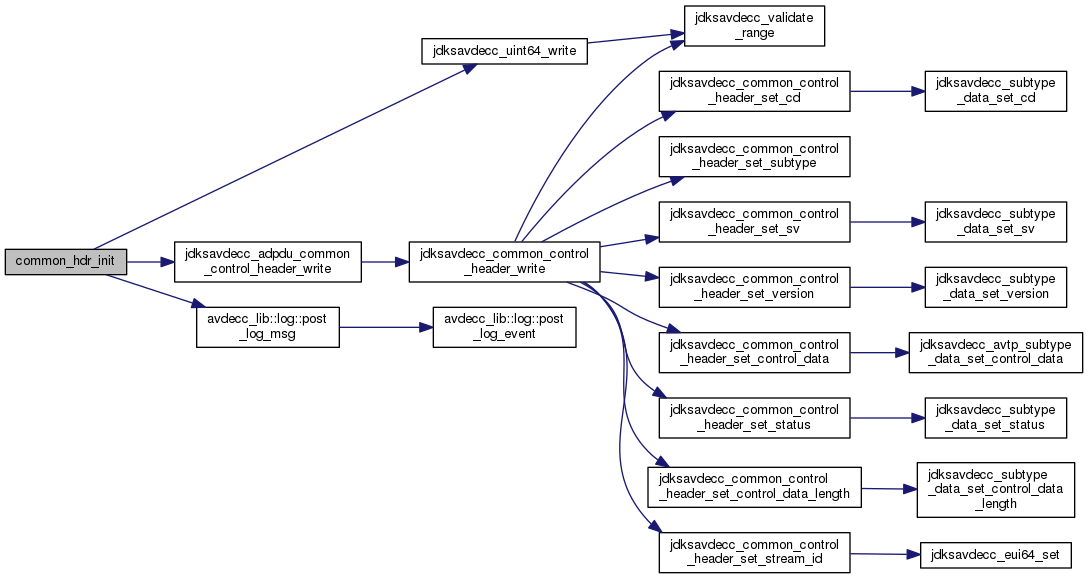 common_hdr_init
jdksavdecc_uint64_write
jdksavdecc_adpdu_common
_control_header_write
avdecc_lib::log::post
_log_msg
jdksavdecc_common_control
_header_write
avdecc_lib::log::post
_log_event
jdksavdecc_validate
_range
jdksavdecc_common_control
_header_set_cd
jdksavdecc_subtype
_data_set_cd
jdksavdecc_common_control
_header_set_subtype
jdksavdecc_common_control
_header_set_sv
jdksavdecc_subtype
_data_set_sv
jdksavdecc_common_control
_header_set_version
jdksavdecc_subtype
_data_set_version
jdksavdecc_common_control
_header_set_control_data
jdksavdecc_avtp_subtype
_data_set_control_data
jdksavdecc_common_control
_header_set_status
jdksavdecc_subtype
_data_set_status
jdksavdecc_common_control
_header_set_control_data_length
jdksavdecc_subtype
_data_set_control_data
_length
jdksavdecc_common_control
_header_set_stream_id
jdksavdecc_eui64_set